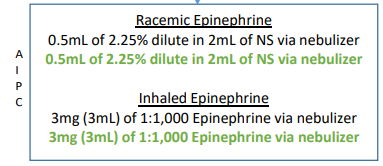 Racemic Epinephrine
0.5mL of 2.25% dilute in 2mL of NS via nebulizer
0.5mL of 2.25% dilute in 2mL of NS via nebulizer
A
I
P
C
Inhaled Epinephrine
3mg (3mL) of 1:1,000 Epinephrine via nebulizer
3mg (3mL) of 1:1,000 Epinephrine via nebulizer